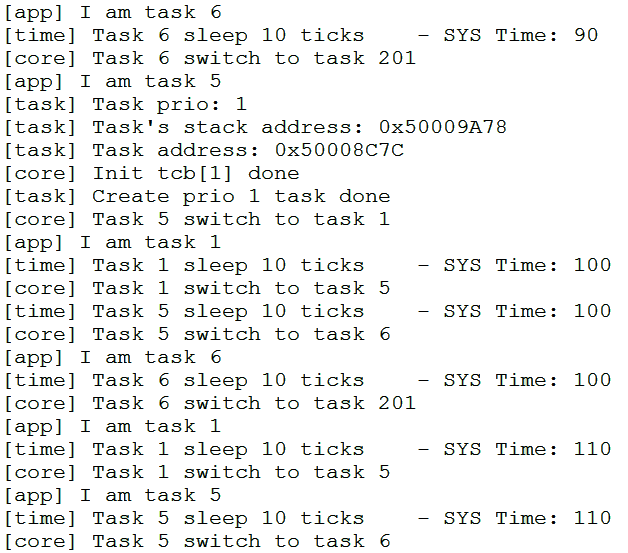 [app] I am task 6
[time] Task 6 sleep 10 ticks    - SYS Time: 90
[core] Task 6 switch to task 201
[app] I am task 5
[task] Task prio: 1
[task] Task's stack address: 0x50009A78
[task] Task address: 0x50008C7C
[core] Init tcb[1] done
[task] Create prio 1 task done
[core] Task 5 switch to task 1
[app] I am task 1
[time] Task 1 sleep 10 ticks    - SYS Time: 100
[core] Task 1 switch to task 5
[time] Task 5 sleep 10 ticks    - SYS Time: 100
[core] Task 5 switch to task 6
[app] I am task 6
[time] Task 6 sleep 10 ticks    - SYS Time: 100
[core] Task 6 switch to task 201
[app] I am task 1
[time] Task 1 sleep 10 ticks    - SYS Time: 110
[core] Task 1 switch to task 5
[app] I am task 5
[time] Task 5 sleep 10 ticks    - SYS Time: 110
[core] Task 5 switch to task 6